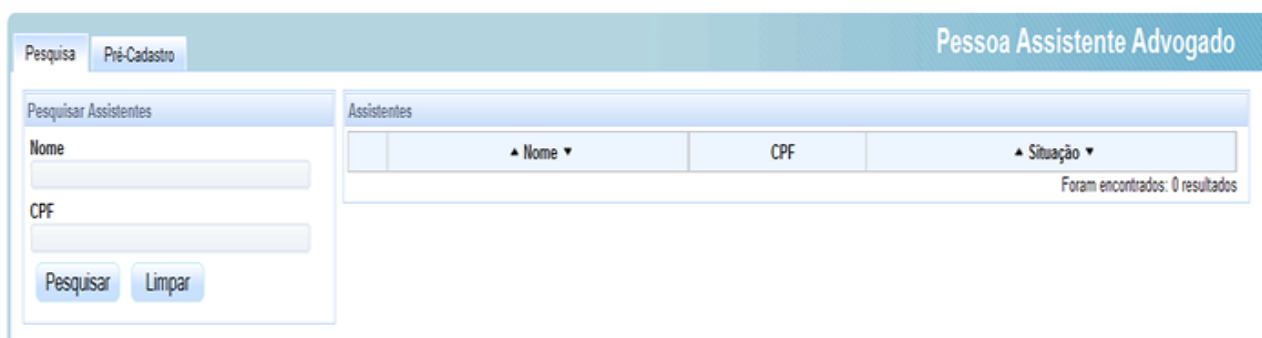 Pessoa Assistente Advogado
Pesquisa Pré-Cadastro
Pesquisar Assistentes
Nome
CPF
Pesquisar Limpar
Assistentes
▲ Nome ▼ CPF ▲ Situação ▼
Foram encontrados: 0 resultados